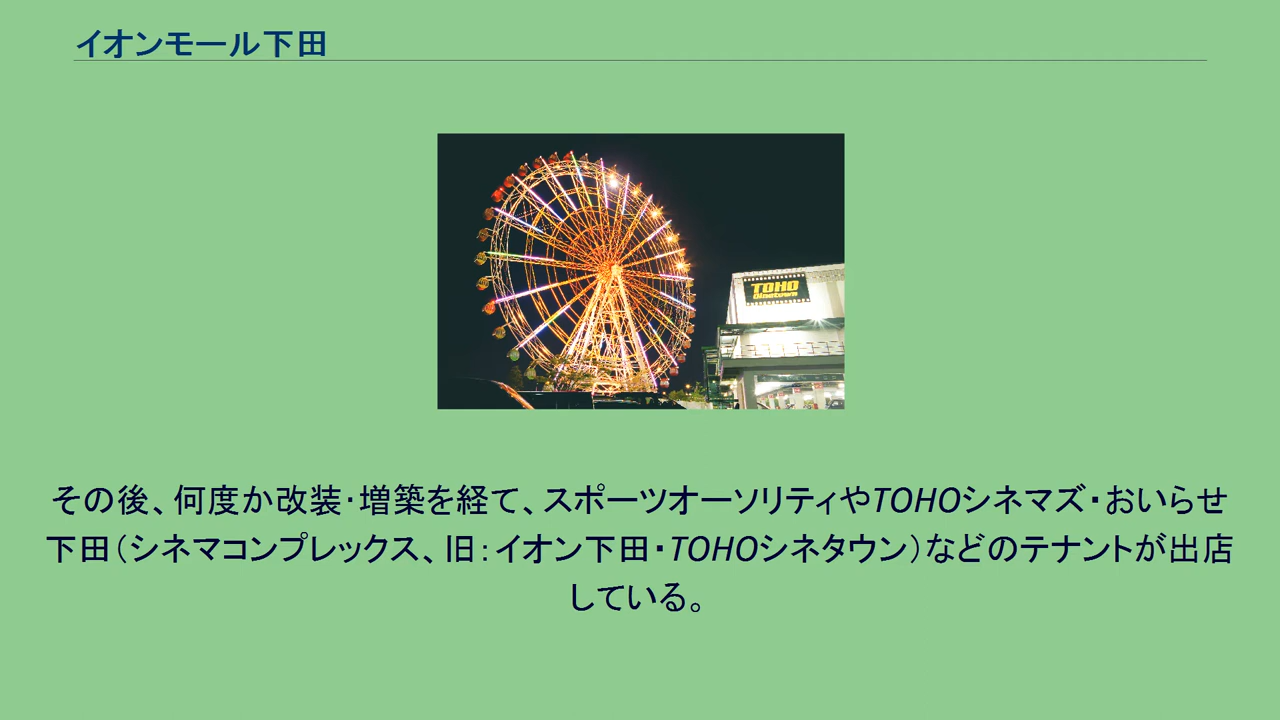 イオンモール下田
TOHO
Cinetown
その後、何度か改装・増築を経て、スポーツオーソリティやTOHOシネマズ・おいらせ
下田(シネマコンプレックス、旧:イオン下田・TOHOシネタウン)などのテナントが出店
している。